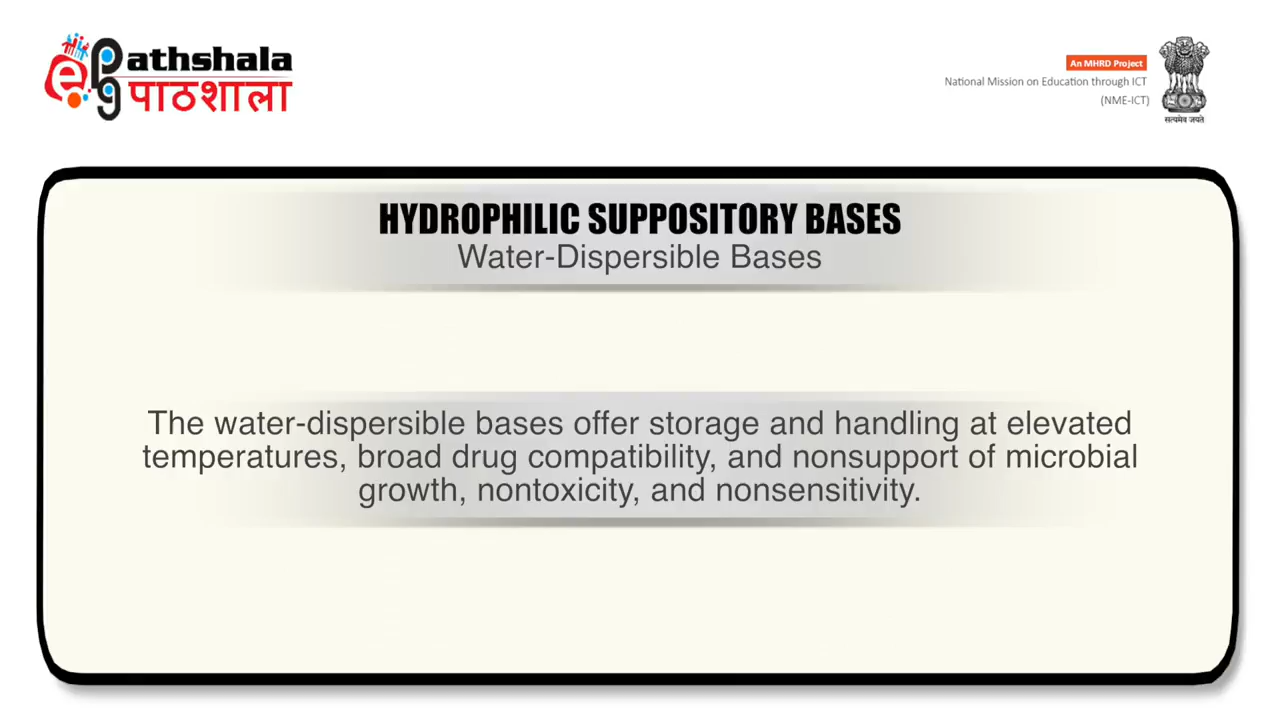 e Pg
athshala
पाठशाला
An MHRD Project
National Mission on Education through ICT
(NME-ICT)
सत्यमेव जयते
HYDROPHILIC SUPPOSITORY BASES
Water-Dispersible Bases
The water-dispersible bases offer storage and handling at elevated
temperatures, broad drug compatibility, and nonsupport of microbial
growth, nontoxicity, and nonsensitivity.